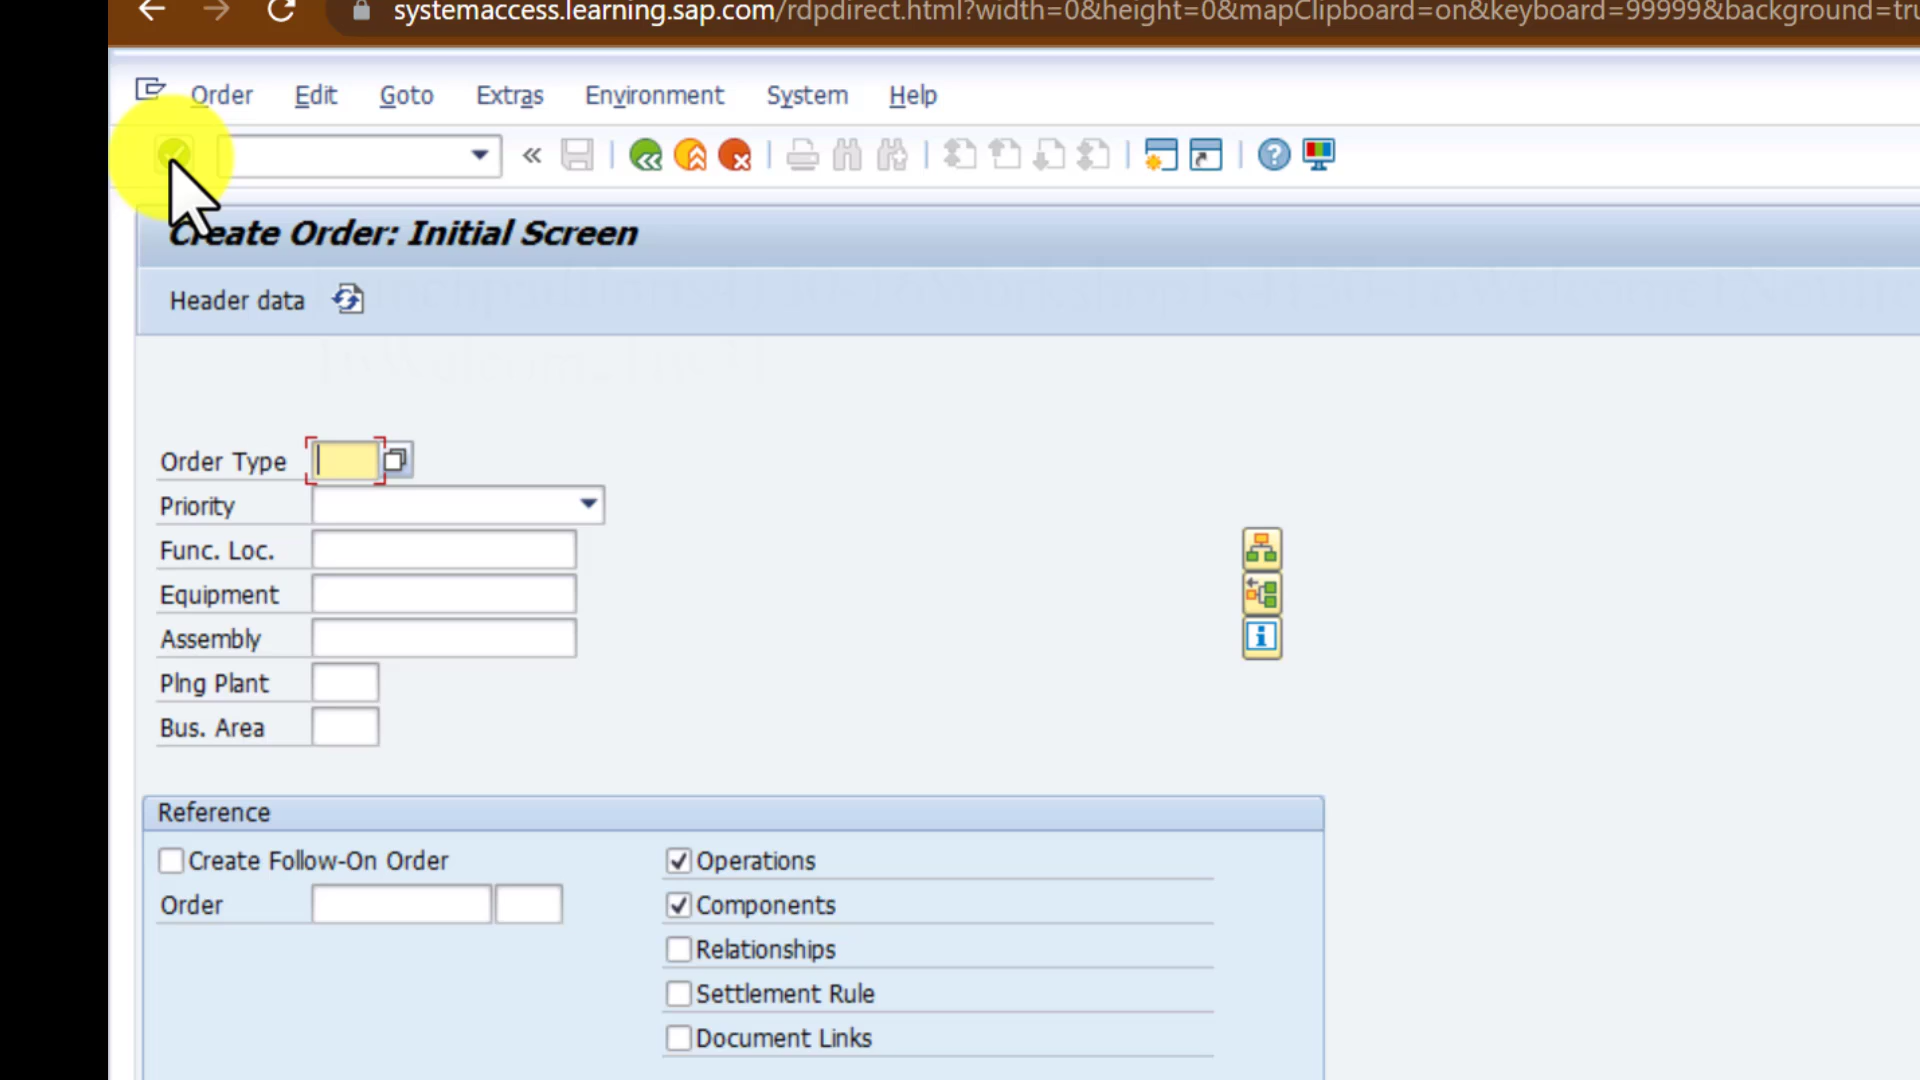 systemaccess.learning.sap.com/rdpdirect.html?width=0&height=0&mapClipboard=on&keyboard=99999&background=tru
Order Edit Goto Extras Environment System Help
Create Order: Initial Screen
Header data
Order Type
Priority
Func. Loc.
Equipment
Assembly
Plng Plant
Bus. Area
Reference
Create Follow-On Order Operations
Order Components
Relationships
Settlement Rule
Document Links